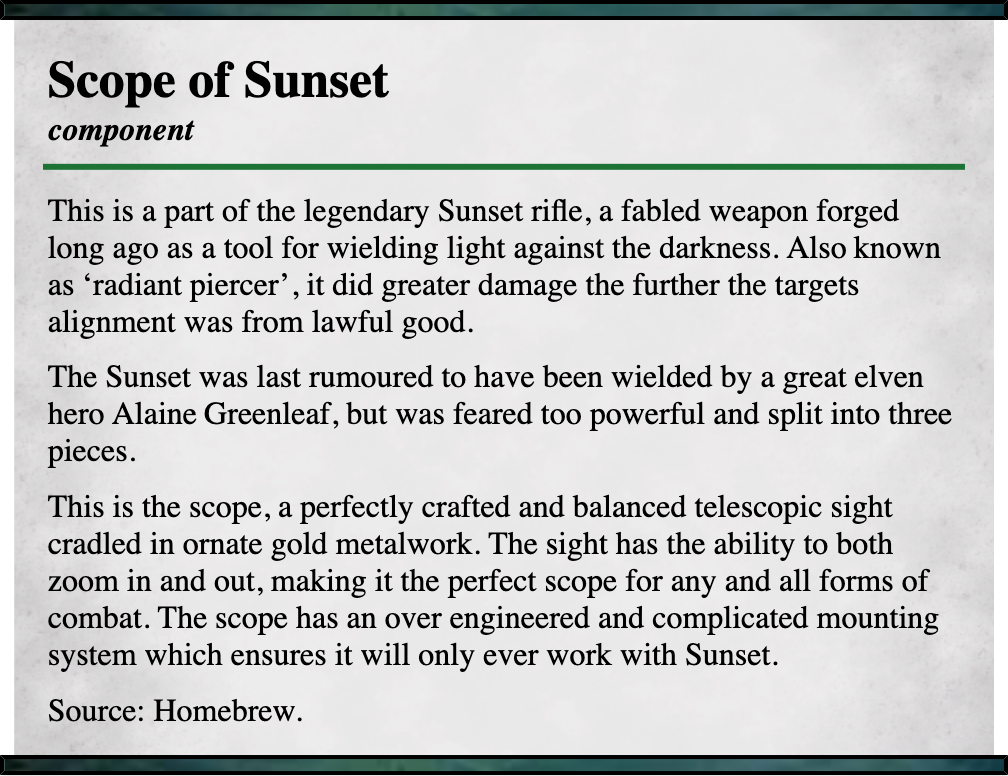 Scope of Sunset
component
This is a part of the legendary Sunset rifle, a fabled weapon forged
long ago as a tool for wielding light against the darkness. Also known
as ‘radiant piercer’, it did greater damage the further the targets
alignment was from lawful good.
The Sunset was last rumoured to have been wielded by a great elven
hero Alaine Greenleaf, but was feared too powerful and split into three
pieces.
This is the scope, a perfectly crafted and balanced telescopic sight
cradled in ornate gold metalwork. The sight has the ability to both
zoom in and out, making it the perfect scope for any and all forms of
combat. The scope has an over engineered and complicated mounting
system which ensures it will only ever work with Sunset.
Source: Homebrew.